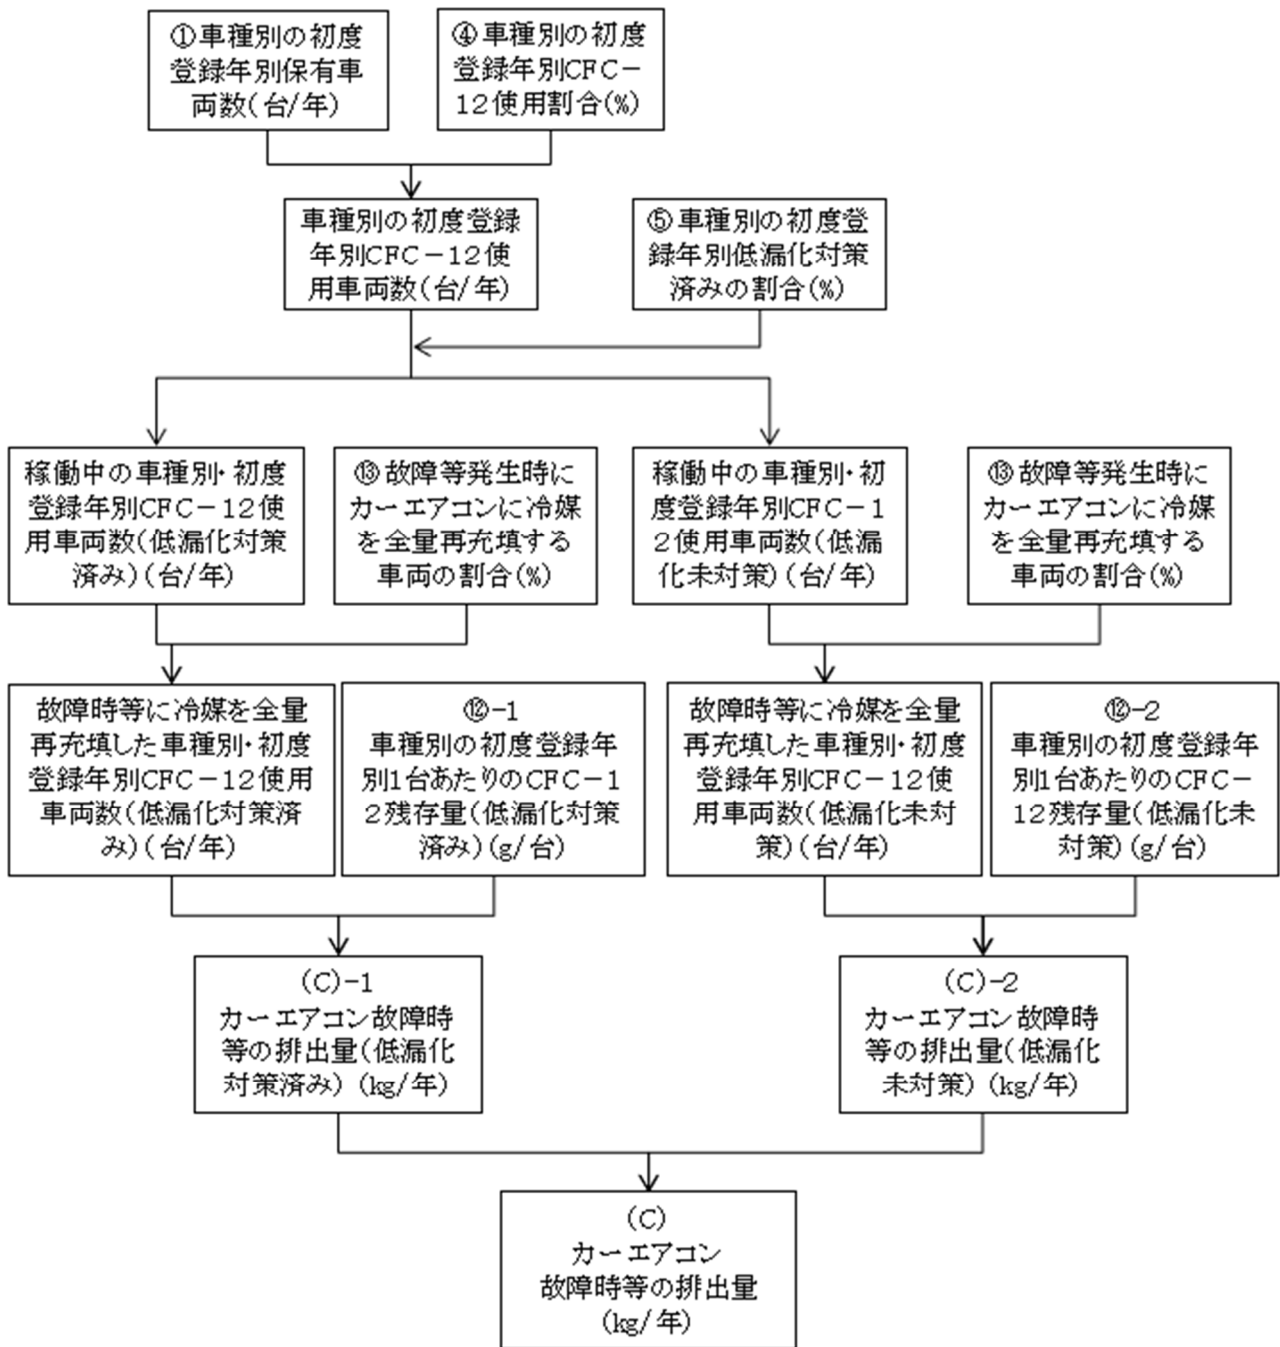 ①車種別の初度
登録年別保有車
両数(台/年)
④車種別の初度
登録年別CFC－
12使用割合(%)
車種別の初度登録
年別CFC－12使
用車両数(台/年)
⑤車種別の初度登
録年別低漏化対策
済みの割合(%)
稼働中の車種別・初度
登録年別CFC－12使
用車両数(低漏化対策
済み)(台/年)
⑬故障等発生時に
カーエアコンに冷媒
を全量再充填する
車両の割合(%)
稼働中の車種別・初
度登録年別CFC－1
2使用車両数(低漏
化未対策)(台/年)
⑬故障等発生時に
カーエアコンに冷媒
を全量再充填する
車両の割合(%)
故障時等に冷媒を全量
再充填した車種別・初度
登録年別CFC－12使用
車両数(低漏化対策済
み)(台/年)
⑫-1
車種別の初度登録年
別1台あたりのCFC－1
2残存量(低漏化対策
済み)(g/台)
故障時等に冷媒を全量
再充填した車種別・初度
登録年別CFC－12使
用車両数(低漏化未対
策)(台/年)
⑫-2
車種別の初度登録年
別1台あたりのCFC－
12残存量(低漏化未
対策)(g/台)
(C)-1
カーエアコン故障時
等の排出量(低漏化
対策済み)(kg/年)
(C)-2
カーエアコン故障時
等の排出量(低漏化
未対策)(kg/年)
(C)
カーエアコン
故障時等の排出量
(kg/年)